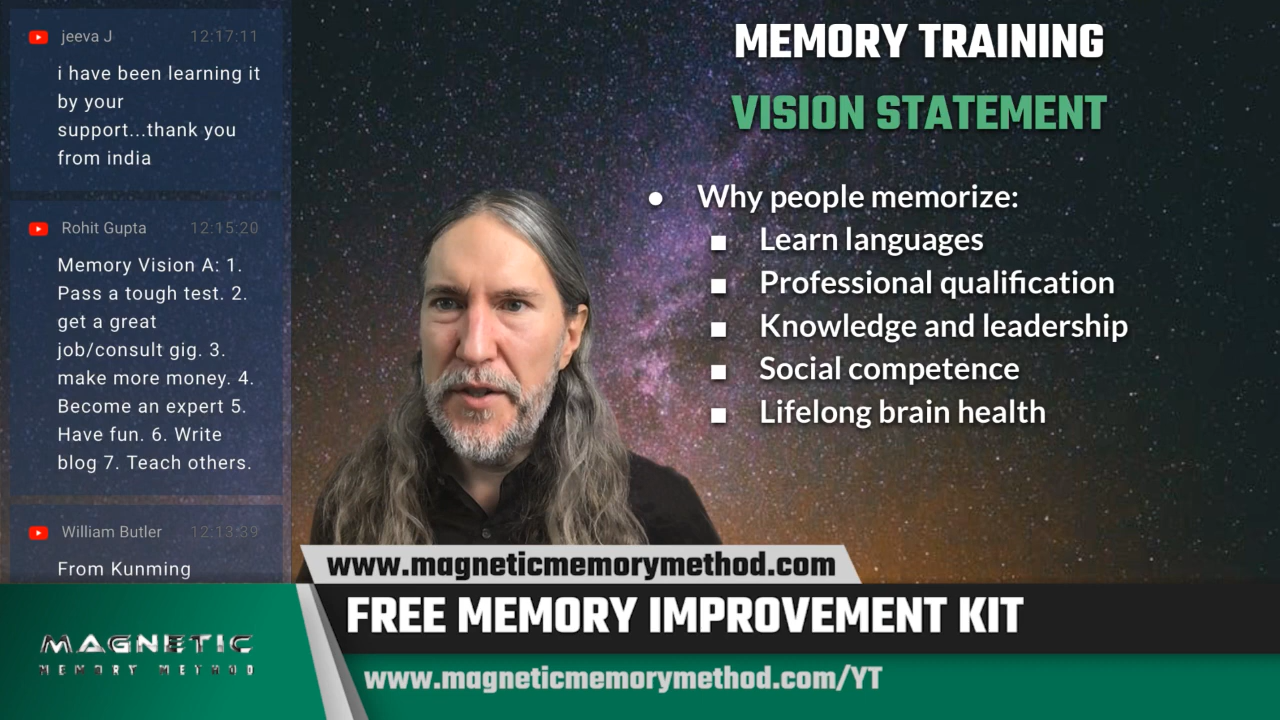 jeeva J 12:17:11
i have been learning it
by your
support...thank you
from india
Rohit Gupta 12:15:20
Memory Vision A: 1.
Pass a tough test. 2.
get a great
job/consult gig. 3.
make more money. 4.
Become an expert 5.
Have fun. 6. Write
blog 7. Teach others.
William Butler 12:13:39
From Kunming
MEMORY TRAINING
VISION STATEMENT
• Why people memorize:
▪ Learn languages
▪ Professional qualification
▪ Knowledge and leadership
▪ Social competence
▪ Lifelong brain health
www.magneticmemorymethod.com
FREE MEMORY IMPROVEMENT KIT
www.magneticmemorymethod.com/YT
MAGNETIC
MEMORY METHOD